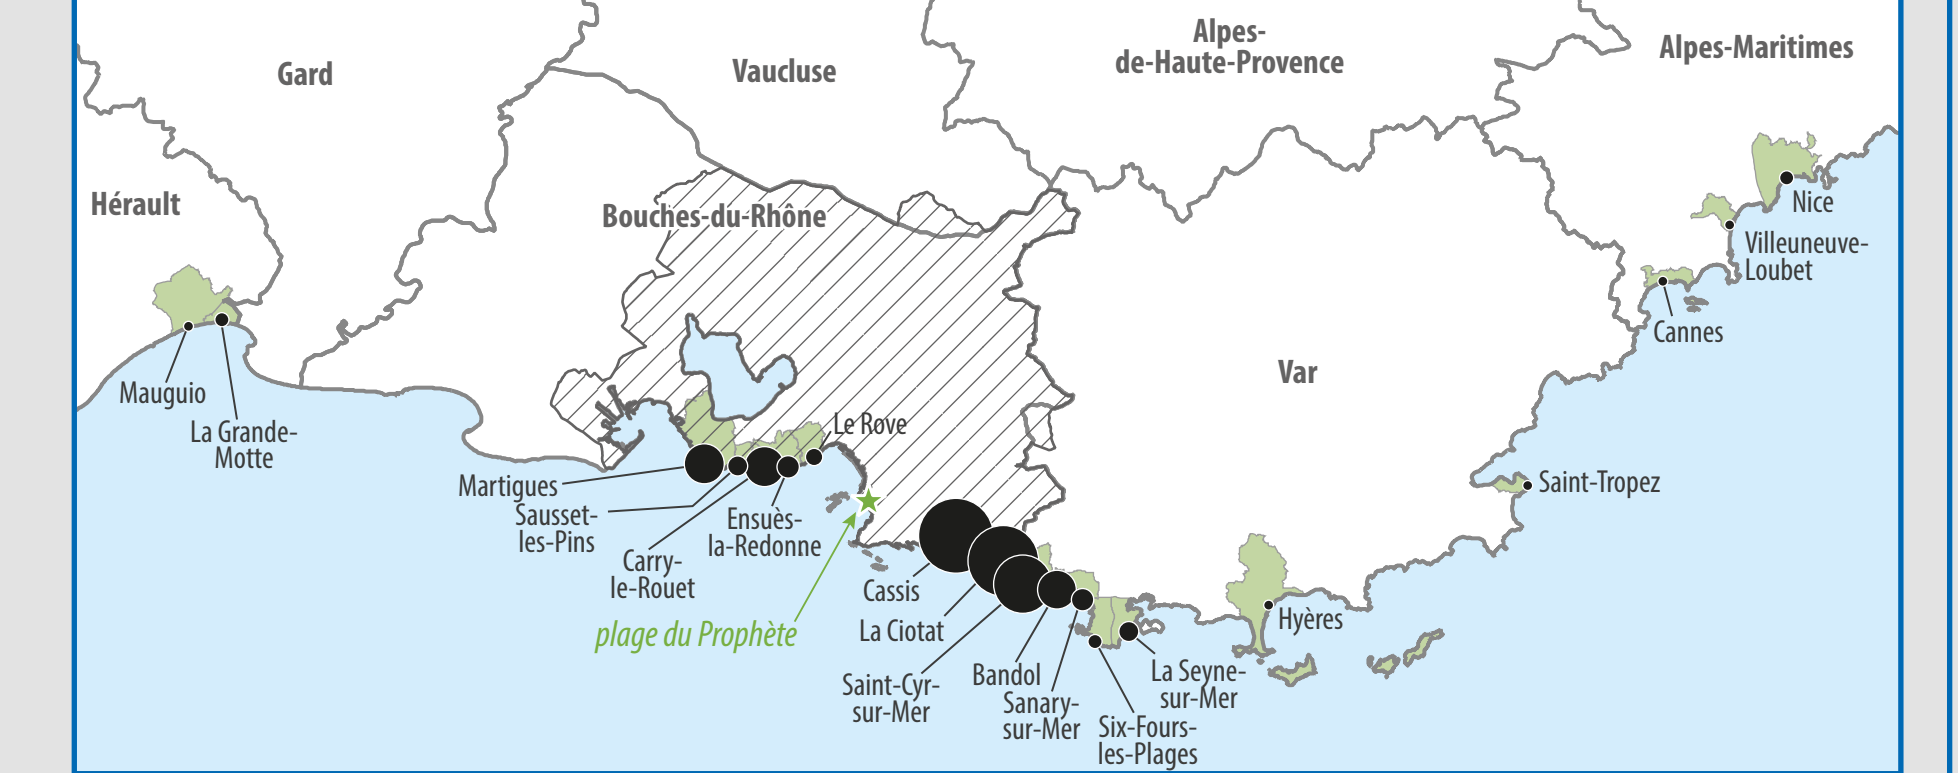 Alpes-
de-Haute-Provence
Alpes-Maritimes
Gard
Vaucluse
Hérault
Bouches-du-Rhône
Nice
Villeuneuve-
Loubet
Cannes
Var
Mauguio
La Grande-
Motte
Le Rove
Martigues
Sausset-
les-Pins
Ensuès-
la-Redonne
Carry-
le-Rouet
plage du Prophète
Saint-Tropez
Cassis
La Ciotat
Hyères
Saint-Cyr-
sur-Mer
Bandol
Sanary-
sur-Mer
La Seyne-
sur-Mer
Six-Fours-
les-Plages